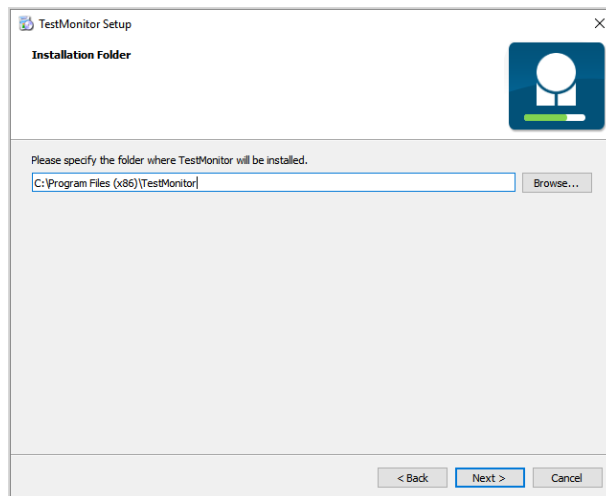 TestMonitor Setup
Installation Folder
Please specify the folder where TestMonitor will be installed.
C:\Program Files (x86)\TestMonitor
Browse...
< Back
Next >
Cancel